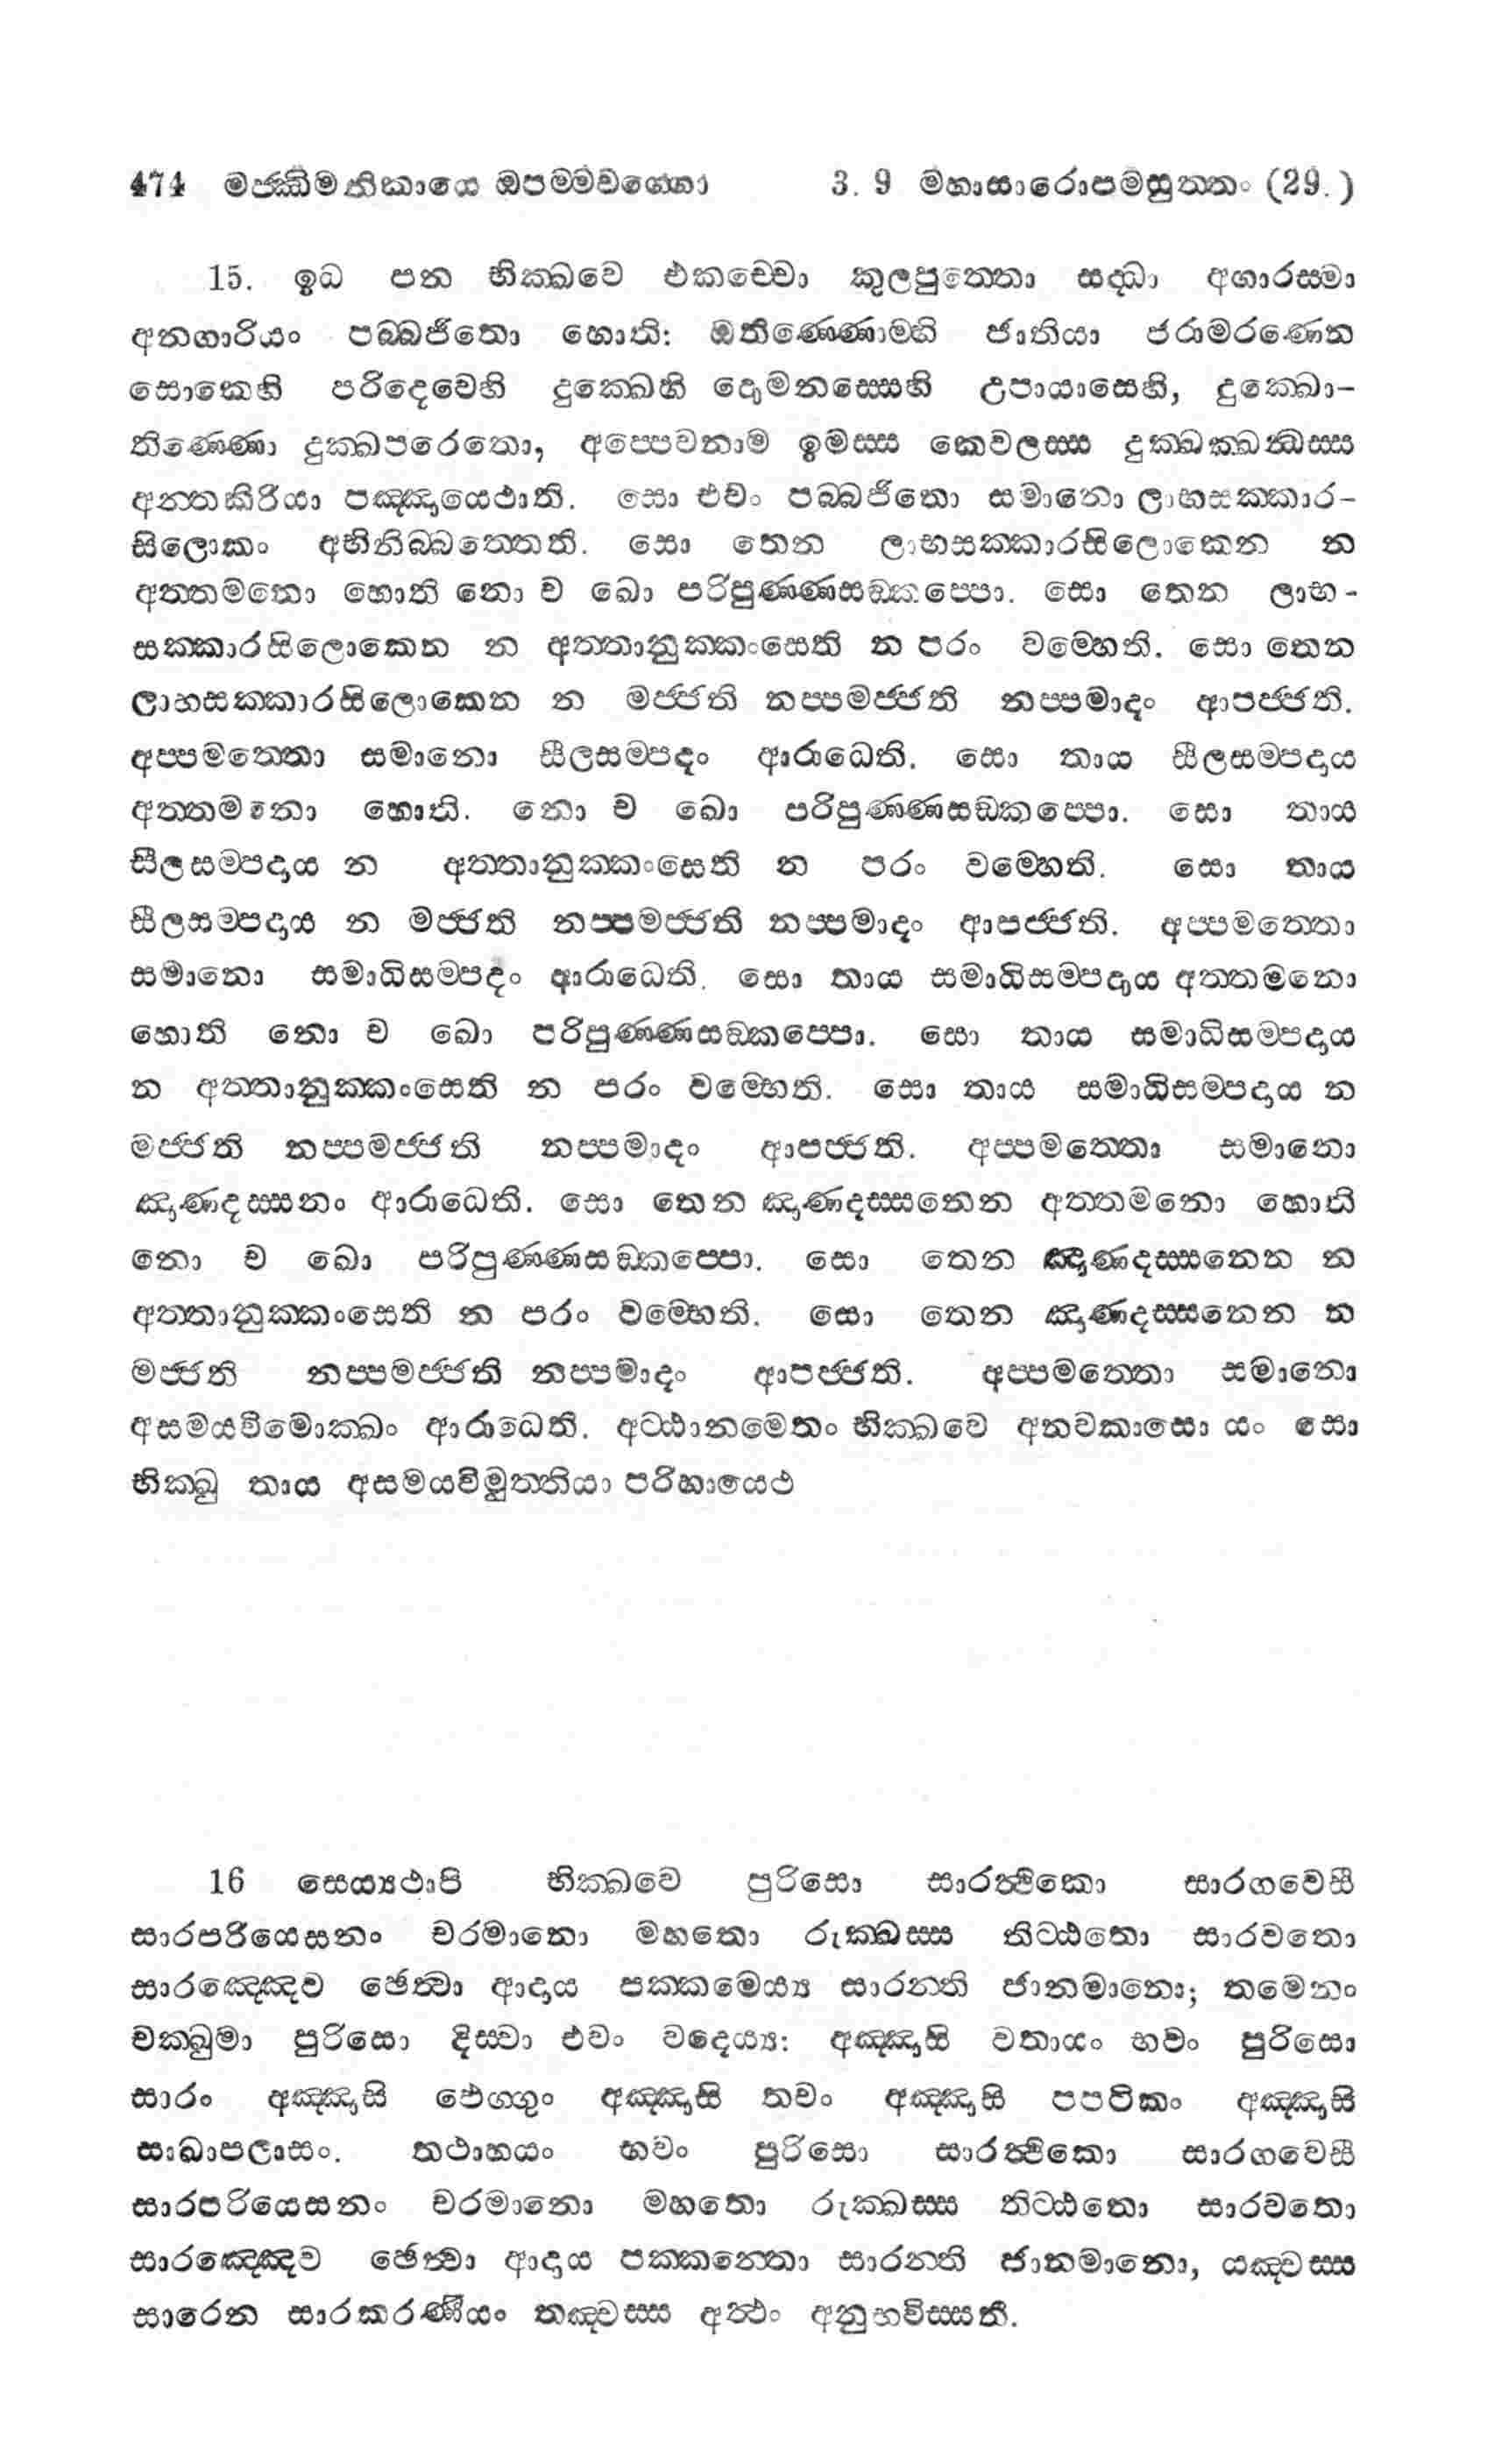 474 මජ්ඣිමනිකායෙ ඔපම්මවග්ගො 3. 9 මහාසාරොපමසුත්තං (29.)
15. ඉධ පන භික්ඛවෙ එකච්චො කුලපුත්තො සද්ධා අගාරස්මා
අනගාරියං පබ්බජිතො හොති: ඔතිණ්ණොම්හි ජාතියා ජරාමරණෙන
සොකෙහි පරිදෙවෙහි දුක්ඛෙහි දොමනස්සෙහි උපායාසෙහි, දුක්ඛො-
තිණ්ණො දුක්ඛපරෙතො, අප්පෙවනාම ඉමස්ස කෙවලස්ස දුක්ඛක්ඛන්ධස්ස
අන්තකිරියා පඤ්ඤායෙථාති. සො එවං පබ්බජිතො සමානො ලාභසක්කාර-
සිලොකං අභිනිබ්බත්තෙති. සො තෙන ලාභසක්කාරසිලොකෙන න
අත්තමනො හොති නො ච ඛො පරිපුණ්ණසඞ්කප්පො. සො තෙන ලාභ-
සක්කාරසිලොකෙන න අත්තානුක්කංසෙති න පරං වම්හෙති. සො තෙන
ලාභසක්කාරසිලොකෙන න මජ්ජති නප්පමජ්ජති නප්පමාදං ආපජ්ජති.
අප්පමත්තො සමානො සීලසම්පදං ආරාධෙති. සො තාය සීලසම්පදාය
අත්තමනො හොති. නො ච ඛො පරිපුණ්ණසඞ්කප්පො. සො තාය
සීලසම්පදාය න අත්තානුක්කංසෙති න පරං වම්හෙති. සො තාය
සීලසම්පදාය න මජ්ජති නප්පමජ්ජති නප්පමාදං ආපජ්ජති. අප්පමත්තො
සමානො සමාධිසම්පදං ආරාධෙති. සො තාය සමාධිසම්පදාය අත්තමනො
හොති නො ච ඛො පරිපුණ්ණසඞ්කප්පො. සො තාය සමාධිසම්පදාය
න අත්තානුක්කංසෙති න පරං වම්භෙති. සො තාය සමාධිසම්පදාය න
මජ්ජති නප්පමජ්ජති නප්පමාදං ආපජ්ජති. අප්පමත්තො සමානො
ඤාණදස්සනං ආරාධෙති. සො තෙන ඤාණදස්සනෙන අත්තමනො හොති
නො ච ඛො පරිපුණ්ණසඞ්කප්පො. සො තෙන ඤාණදස්සනෙන න
අත්තානුක්කංසෙති න පරං වම්භෙති. සො තෙන ඤාණදස්සනෙන න
මජ්ජති නප්පමජ්ජති නප්පමාදං ආපජ්ජති. අප්පමත්තො සමානො
අසමයවිමොක්ඛං ආරාධෙති. අට්ඨානමෙතං භික්ඛවෙ අනවකාසො යං සො
භික්ඛු තාය අසමයවිමුත්තියා පරිහායෙථ
16 සෙය්‍යථාපි භික්ඛවෙ පුරිසො සාරත්ථිකො සාරගවෙසී
සාරපරියෙසනං චරමානො මහතො රුක්ඛස්ස තිට්ඨතො සාරවතො
සාරඤ්ඤෙව ඡෙත්වා ආදාය පක්කමෙය්‍ය සාරන්ති ජානමානො; තමෙනං
චක්ඛුමා පුරිසො දිස්වා එවං වදෙය්‍ය: අඤ්ඤාසි වතායං භවං පුරිසො
සාරං අඤ්ඤාසි ඵෙග්ගුං අඤ්ඤාසි තචං අඤ්ඤාසි පපටිකං අඤ්ඤාසි
සාඛාපලාසං. තථාහයං භවං පුරිසො සාරත්ථිකො සාරගවෙසී
සාරපරියෙසනං චරමානො මහතො රුක්ඛස්ස තිට්ඨතො සාරවතො
සාරඤ්ඤෙව ඡෙත්වා ආදාය පක්කන්තො සාරන්ති ජානමානො, යඤ්චස්ස
සාරෙන සාරකරණීයං තඤ්චස්ස අත්ථං අනුභවිස්සතී.